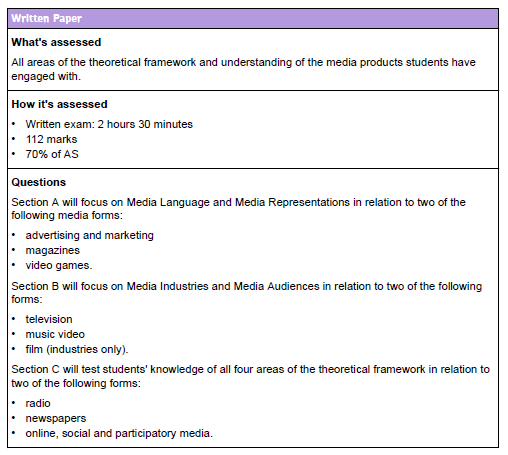 Written Paper
What's assessed
All areas of the theoretical framework and understanding of the media products students have
engaged with.
How it's assessed
• Written exam: 2 hours 30 minutes
• 112 marks
• 70% of AS
Questions
Section A will focus on Media Language and Media Representations in relation to two of the
following media forms:
• advertising and marketing
• magazines
• video games.
Section B will focus on Media Industries and Media Audiences in relation to two of the following
forms:
• television
• music video
• film (industries only).
Section C will test students' knowledge of all four areas of the theoretical framework in relation to
two of the following forms:
• radio
• newspapers
• online, social and participatory media.